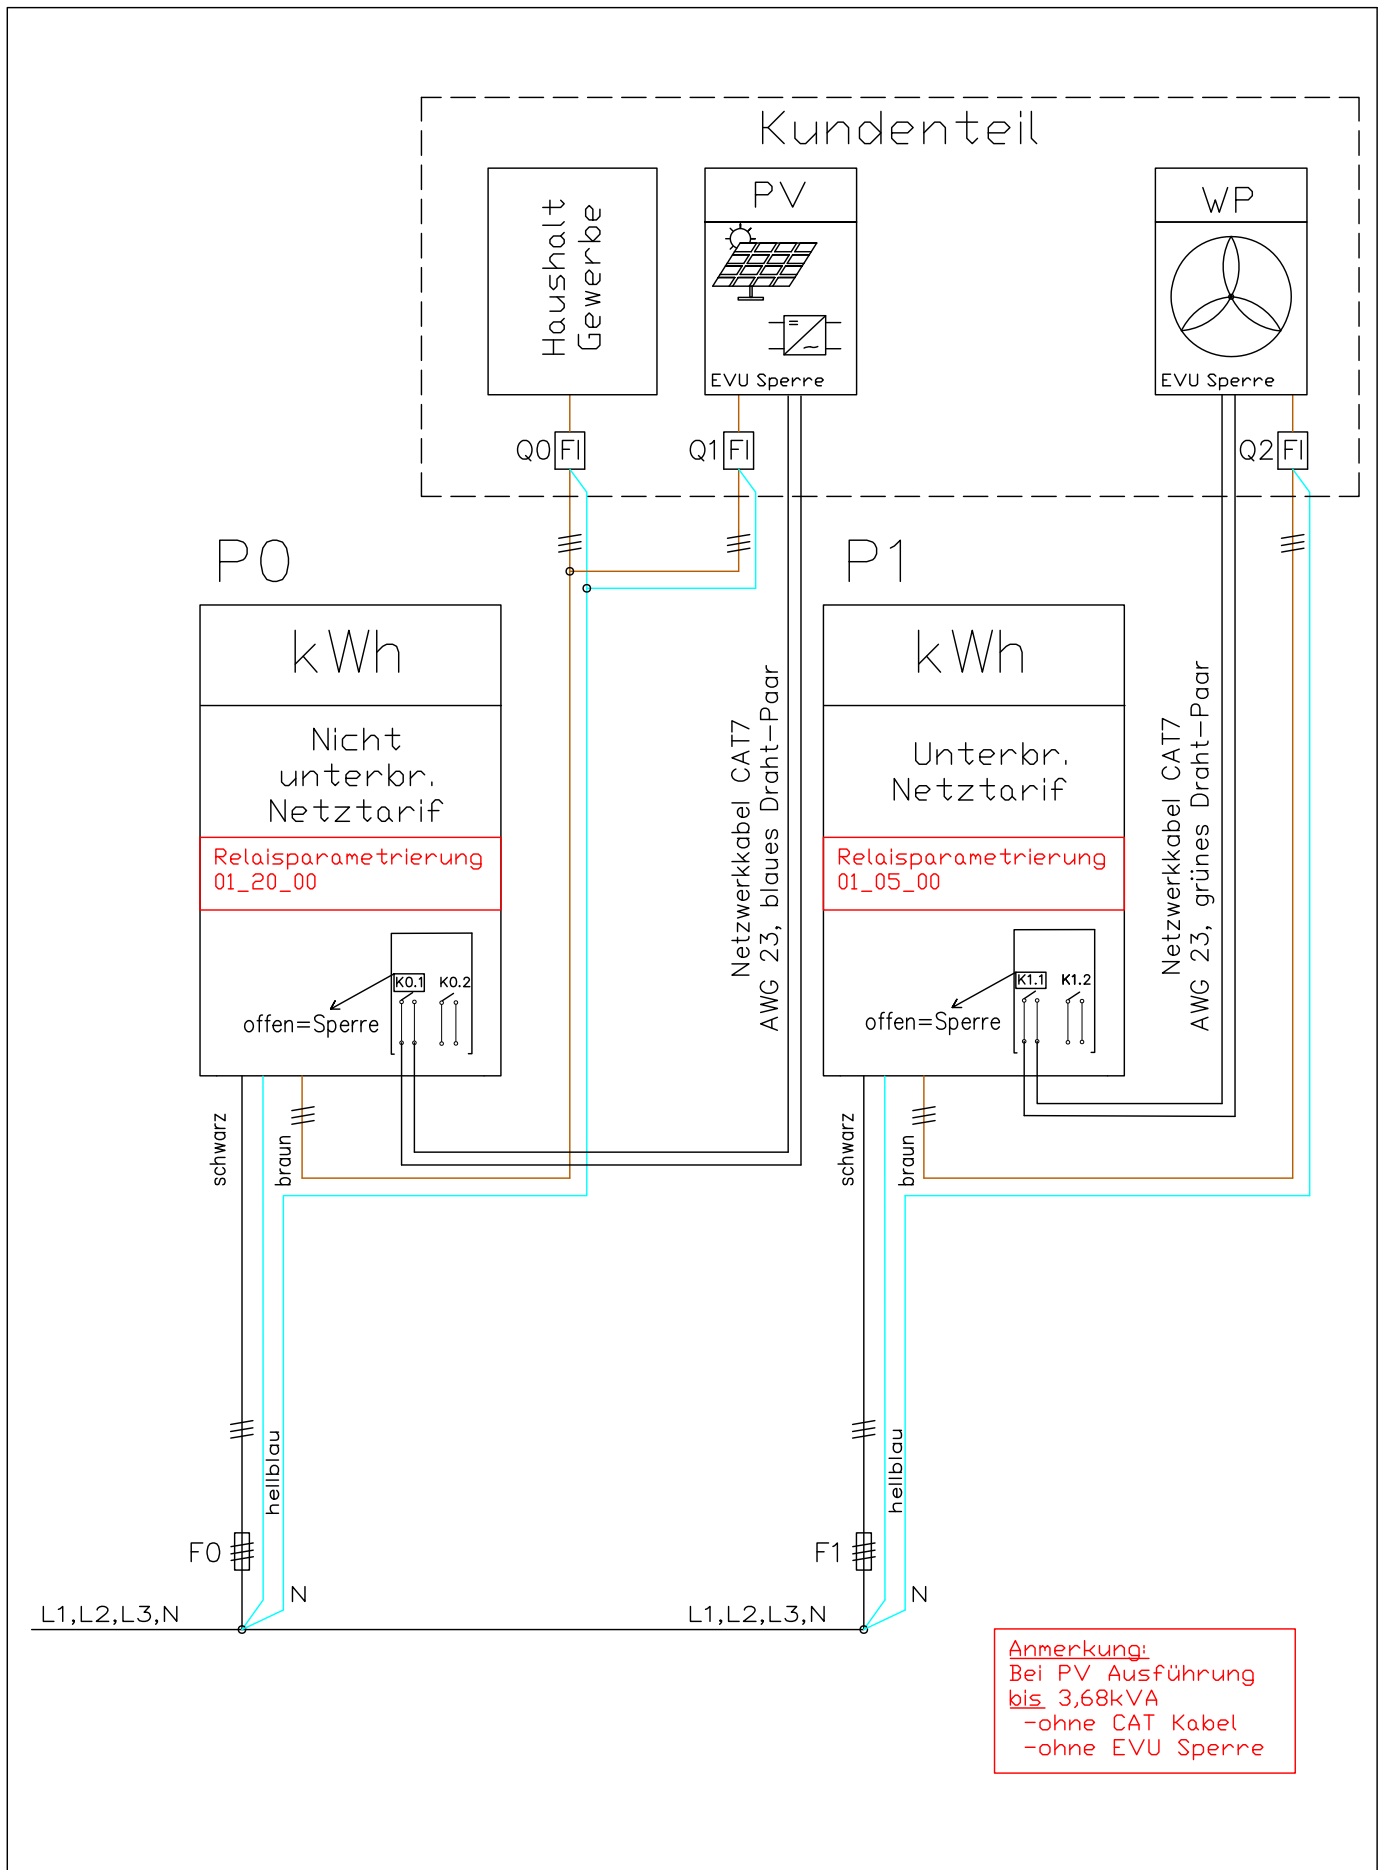 Kundenteil
Haushalt
Gewerbe
PV
EVU Sperre
WP
EVU Sperre
Q0
FI
Q1
FI
Q2
FI
P0
kWh
Nicht
unterbr.
Netztarif
Relaisparametrierung
01_20_00
K0.1
K0.2
offen=Sperre
Netzwerkkabel CAT7
AWG 23, blaues Draht-Paar
P1
kWh
Unterbr.
Netztarif
Relaisparametrierung
01_05_00
K1.1
K1.2
offen=Sperre
Netzwerkkabel CAT7
AWG 23, grünes Draht-Paar
schwarz
braun
schwarz
braun
hellblau
hellblau
F0
F1
N
N
L1,L2,L3,N
L1,L2,L3,N
Anmerkung:
Bei PV Ausführung
bis 3,68kVA
-ohne CAT Kabel
-ohne EVU Sperre